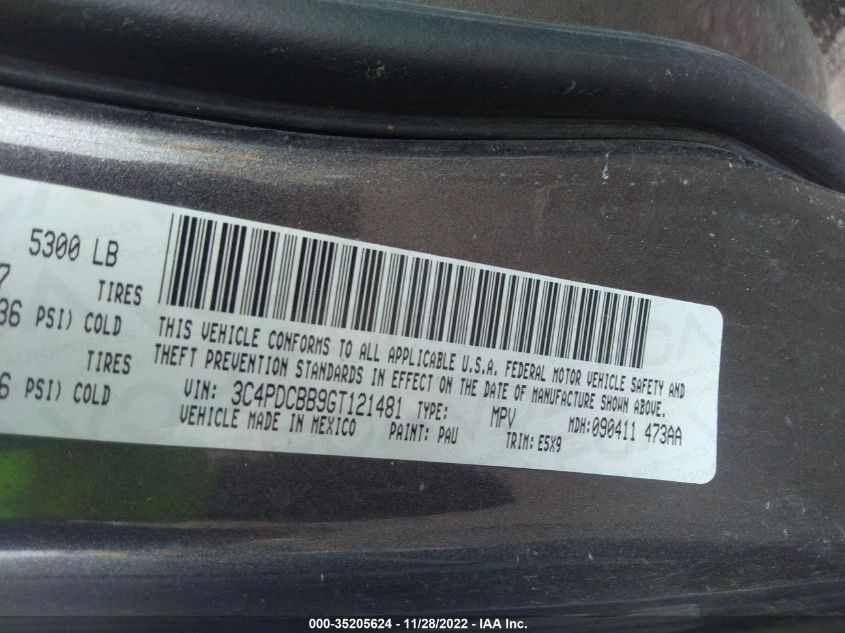 5300 LB
7 TIRES
36 PSI) COLD
TIRES
6 PSI) COLD
THIS VEHICLE CONFORMS TO ALL APPLICABLE U.S.A. FEDERAL MOTOR VEHICLE SAFETY AND
THEFT PREVENTION STANDARDS IN EFFECT ON THE DATE OF MANUFACTURE SHOWN ABOVE.
VIN: 3C4PDCBB9GT121481 TYPE: MPV MDH:090411 473AA
VEHICLE MADE IN MEXICO PAINT: PAU TRIM:E5X9
000-35205624 - 11/28/2022 - IAA Inc.